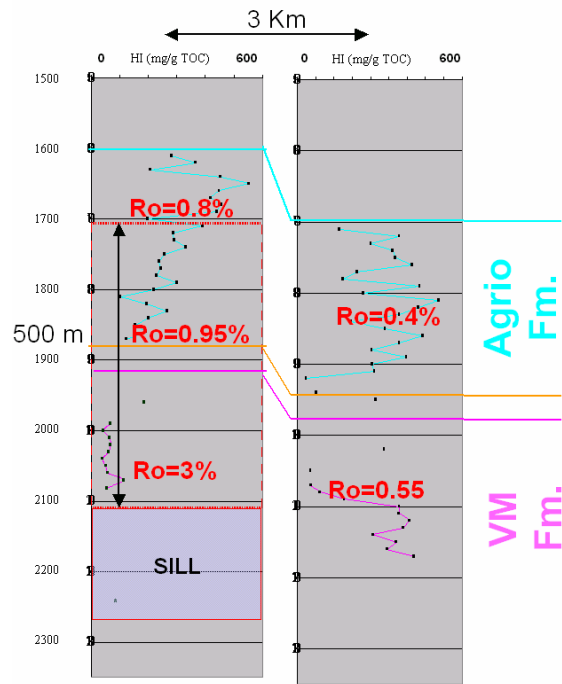 3 Km
0 HI (mg/g TOC) 600
0 HI (mg/g TOC) 600
1500
1600
1700
1800
1900
2000
2100
2200
2300
Ro=0.8%
Ro=0.95%
500 m
Ro=3%
SILL
Ro=0.4%
Ro=0.55
Agrio
Fm.
VM
Fm.